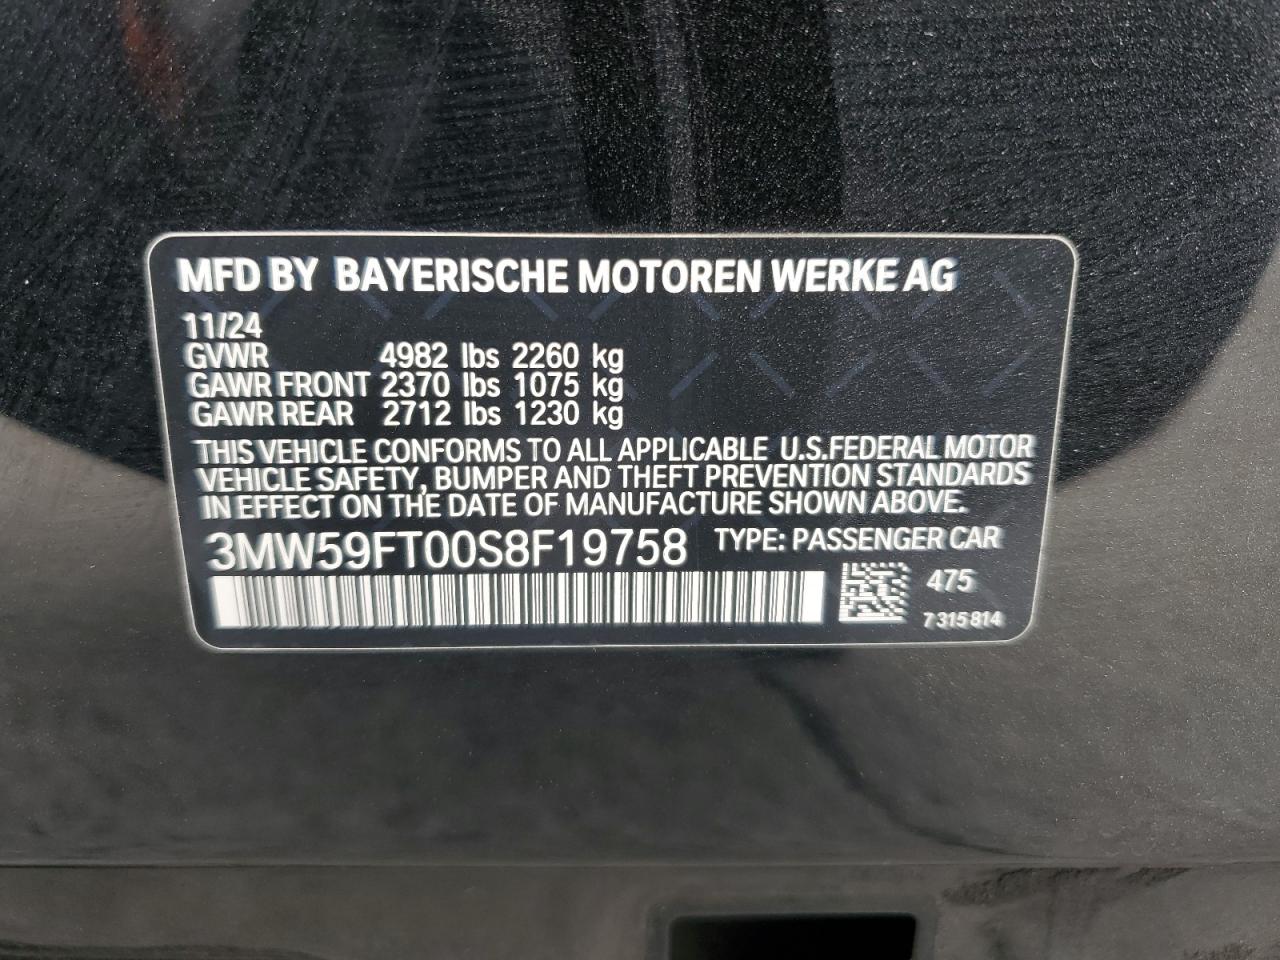 MFD BY BAYERISCHE MOTOREN WERKE AG
11/24
GVWR 4982 lbs 2260 kg
GAWR FRONT 2370 lbs 1075 kg
GAWR REAR 2712 lbs 1230 kg
THIS VEHICLE CONFORMS TO ALL APPLICABLE U.S.FEDERAL MOTOR
VEHICLE SAFETY, BUMPER AND THEFT PREVENTION STANDARDS
IN EFFECT ON THE DATE OF MANUFACTURE SHOWN ABOVE.
3MW59FT00S8F19758 TYPE: PASSENGER CAR
475
7 315 814